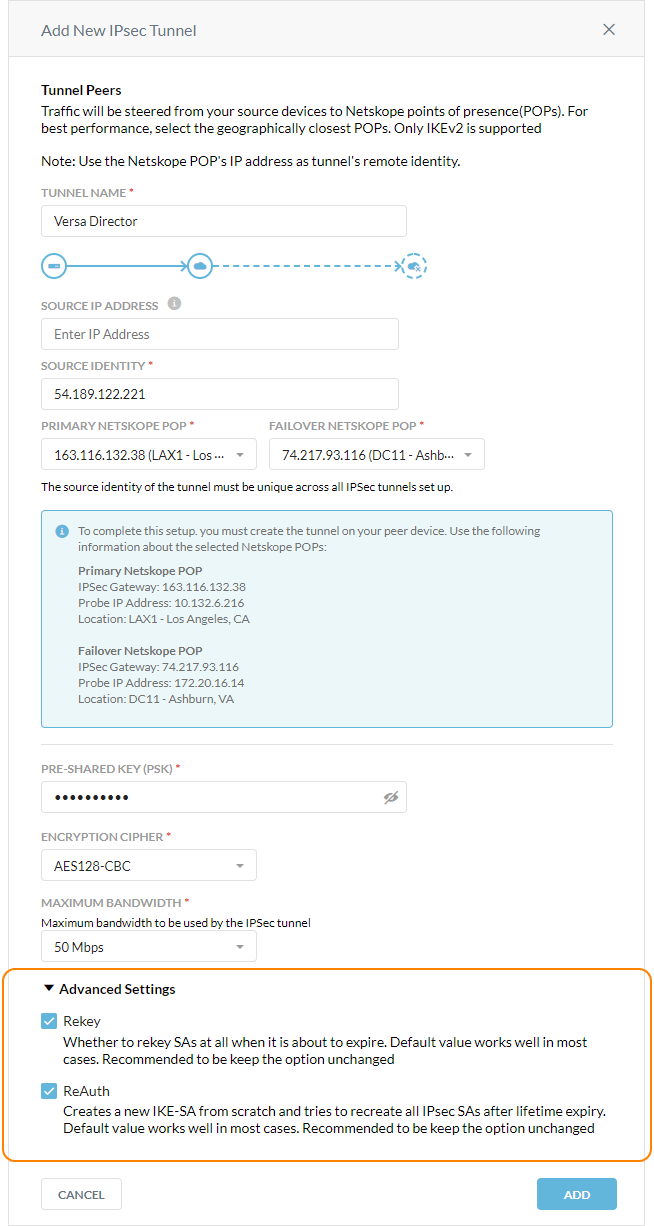 Add New IPsec Tunnel
Tunnel Peers
Traffic will be steered from your source devices to Netskope points of presence(POPs). For
best performance, select the geographically closest POPs. Only IKEv2 is supported
Note: Use the Netskope POP's IP address as tunnel's remote identity.
TUNNEL NAME *
Versa Director
SOURCE IP ADDRESS
Enter IP Address
SOURCE IDENTITY *
54.189.122.221
PRIMARY NETSKOPE POP * FAILOVER NETSKOPE POP *
163.116.132.38 (LAX1 - Los ... 74.217.93.116 (DC11 - Ashb...
The source identity of the tunnel must be unique across all IPSec tunnels set up.
To complete this setup. you must create the tunnel on your peer device. Use the following
information about the selected Netskope POPs:
Primary Netskope POP
IPSec Gateway: 163.116.132.38
Probe IP Address: 10.132.6.216
Location: LAX1 - Los Angeles, CA
Failover Netskope POP
IPSec Gateway: 74.217.93.116
Probe IP Address: 172.20.16.14
Location: DC11 - Ashburn, VA
PRE-SHARED KEY (PSK) *
••••••••••
ENCRYPTION CIPHER *
AES128-CBC
MAXIMUM BANDWIDTH *
Maximum bandwidth to be used by the IPSec tunnel
50 Mbps
Advanced Settings
Rekey
Whether to rekey SAs at all when it is about to expire. Default value works well in most
cases. Recommended to be keep the option unchanged
ReAuth
Creates a new IKE-SA from scratch and tries to recreate all IPsec SAs after lifetime expiry.
Default value works well in most cases. Recommended to be keep the option unchanged
CANCEL ADD